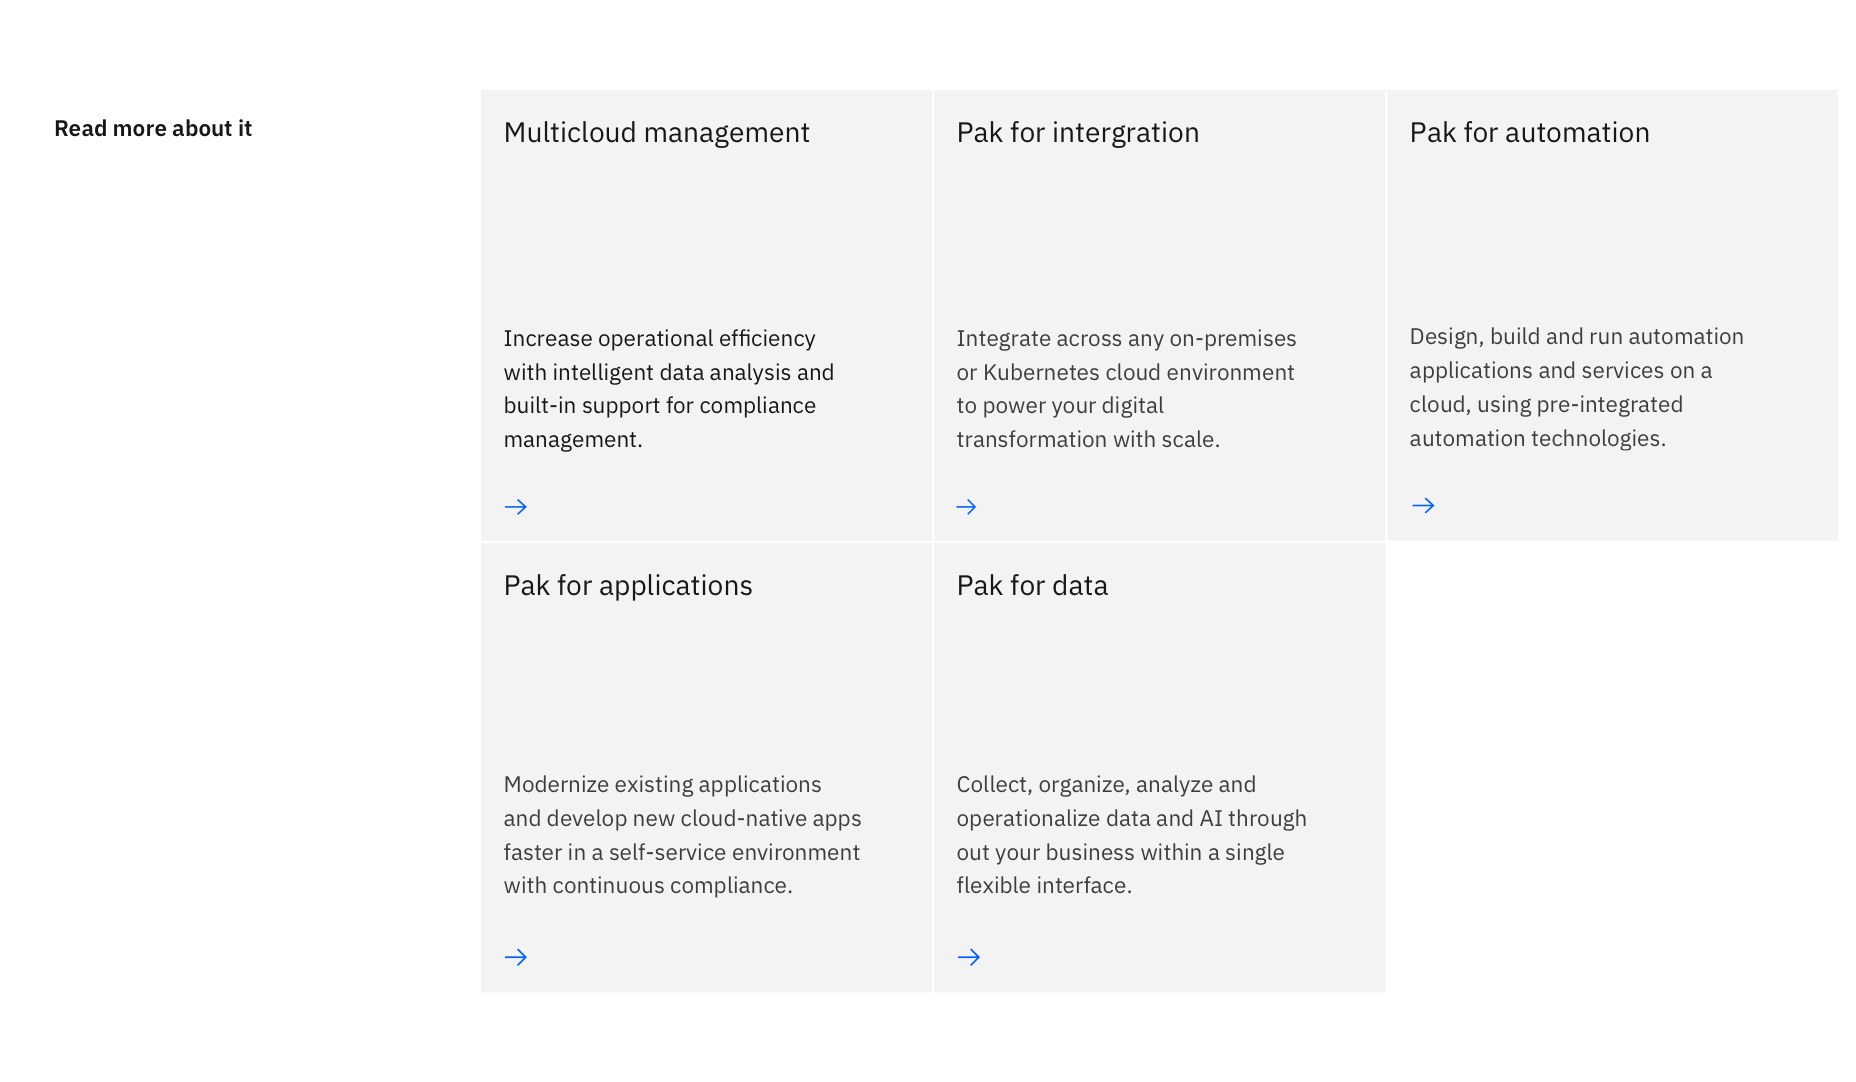 Read more about it
Multicloud management
Increase operational efficiency
with intelligent data analysis and
built-in support for compliance
management.
Pak for intergration
Integrate across any on-premises
or Kubernetes cloud environment
to power your digital
transformation with scale.
Pak for automation
Design, build and run automation
applications and services on a
cloud, using pre-integrated
automation technologies.
Pak for applications
Modernize existing applications
and develop new cloud-native apps
faster in a self-service environment
with continuous compliance.
Pak for data
Collect, organize, analyze and
operationalize data and AI through
out your business within a single
flexible interface.